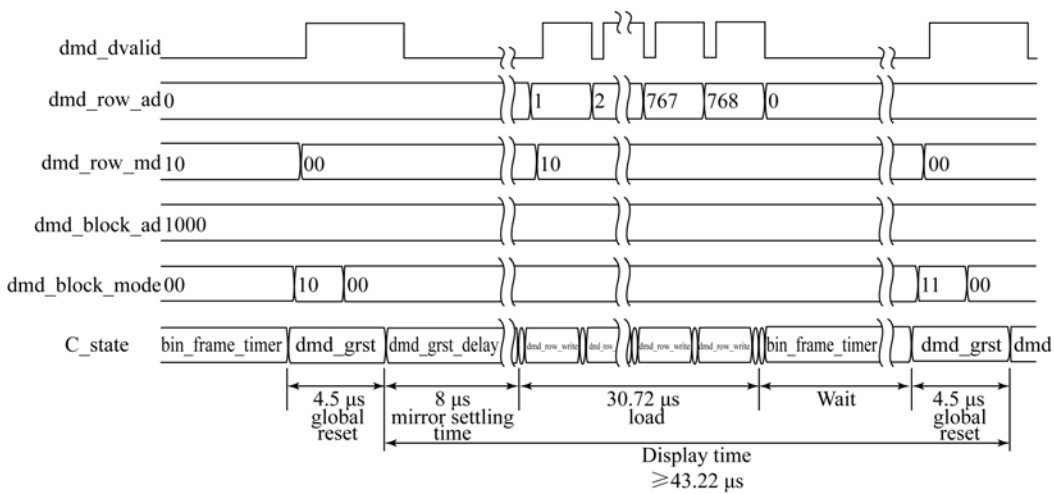 dmd_dvalid
dmd_row_ad 0 1 2 767 768 0
dmd_row_md 10 00 10 00
dmd_block_ad 1000
dmd_block_mode 00 10 00 11 00
C_state bin_frame_timer dmd_grst dmd_grst_delay dmd_row_write dmd_row_ dmd_row_write dmd_row_write bin_frame_timer dmd_grst dmd
4.5 μs 8 μs 30.72 μs Wait 4.5 μs
global mirror settling load global
reset time reset
Display time
⩾43.22 μs